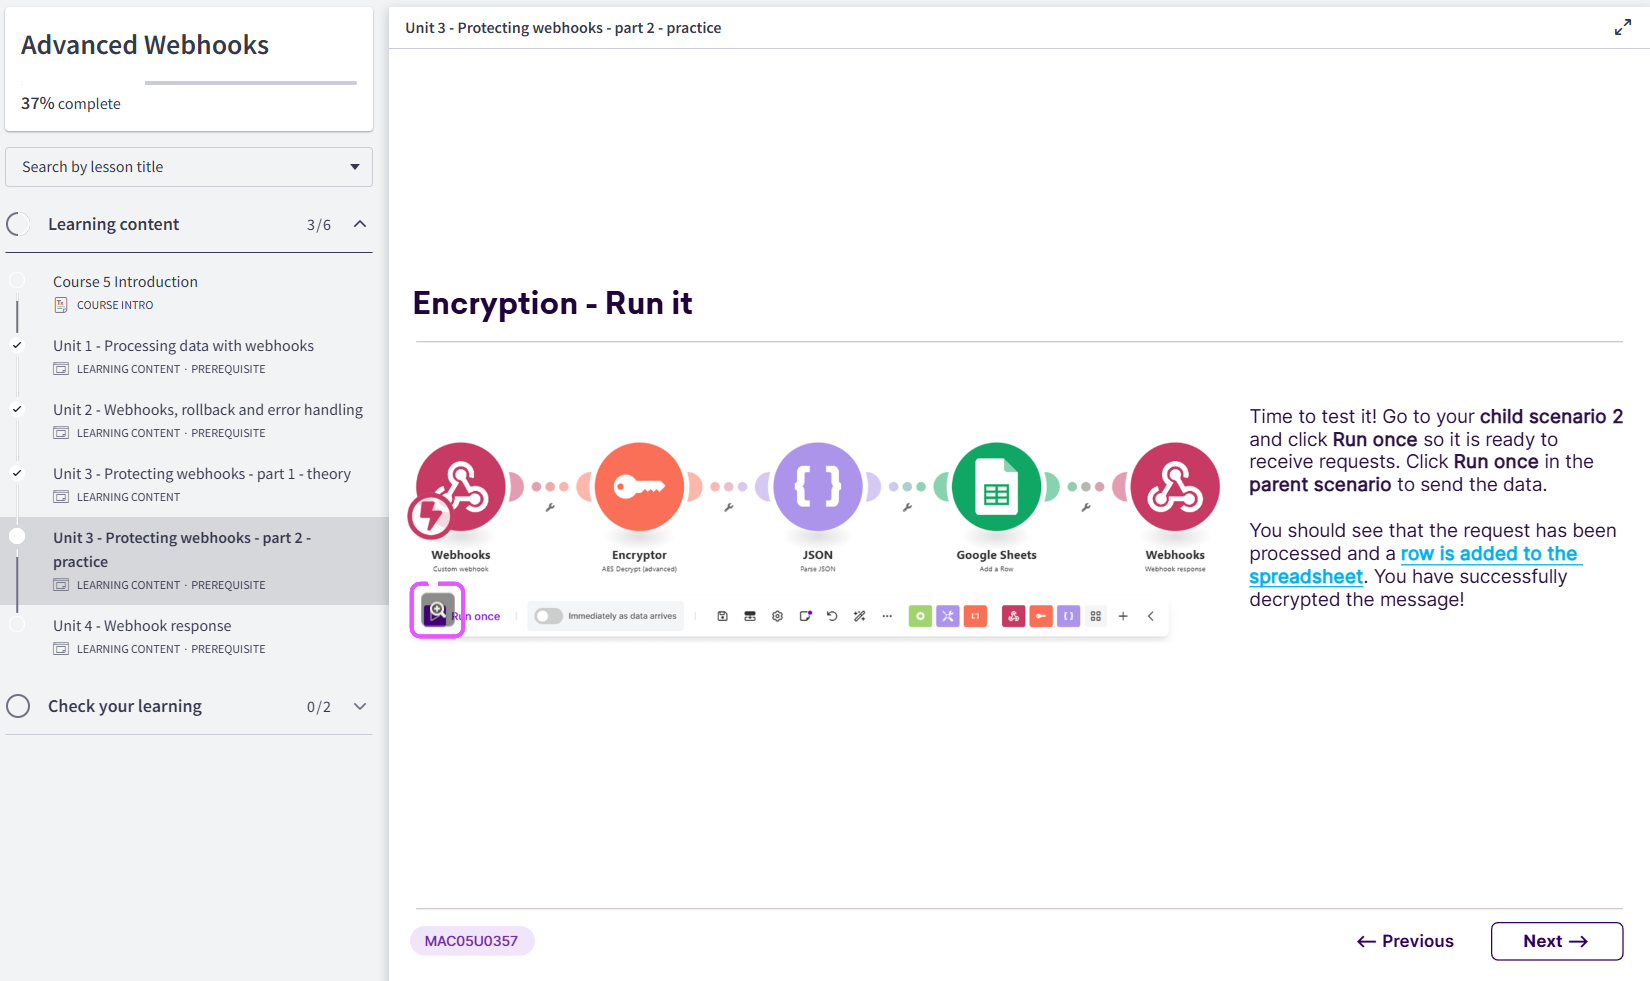 Advanced Webhooks
37% complete
Search by lesson title
Learning content 3/6
Course 5 Introduction
COURSE INTRO
Unit 1 - Processing data with webhooks
LEARNING CONTENT · PREREQUISITE
Unit 2 - Webhooks, rollback and error handling
LEARNING CONTENT · PREREQUISITE
Unit 3 - Protecting webhooks - part 1 - theory
LEARNING CONTENT
Unit 3 - Protecting webhooks - part 2 -
practice
LEARNING CONTENT · PREREQUISITE
Unit 4 - Webhook response
LEARNING CONTENT · PREREQUISITE
Check your learning 0/2
Unit 3 - Protecting webhooks - part 2 - practice
Encryption - Run it
Webhooks
Custom webhook
Encryptor
AES Decrypt (advanced)
JSON
Parse JSON
Google Sheets
Add a Row
Webhooks
Webhook response
Run once
Immediately as data arrives
Time to test it! Go to your child scenario 2
and click Run once so it is ready to
receive requests. Click Run once in the
parent scenario to send the data.
You should see that the request has been
processed and a row is added to the
spreadsheet. You have successfully
decrypted the message!
MAC05U0357
← Previous
Next →